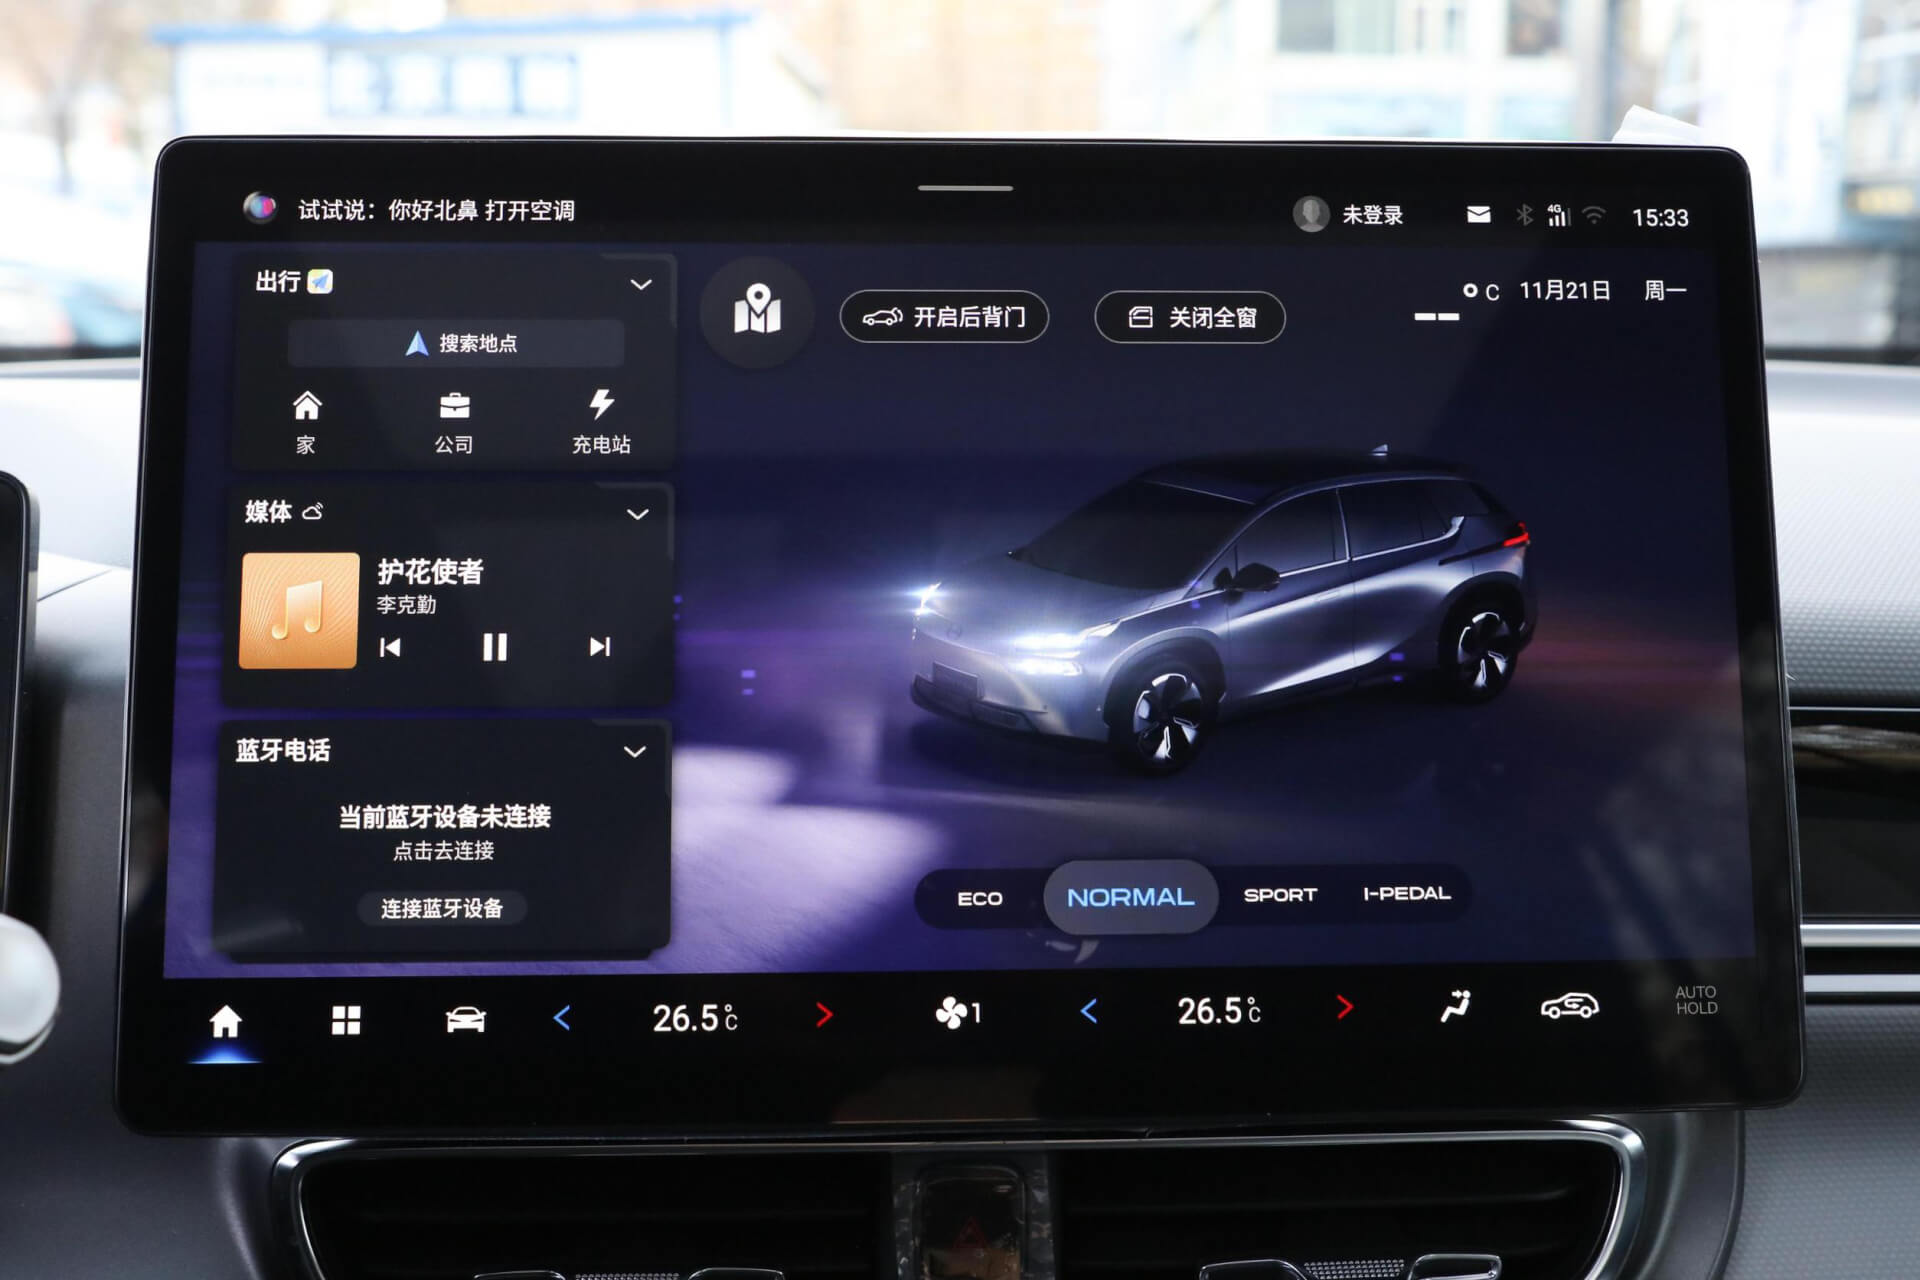 试试说：你好北鼻 打开空调
未登录
4G
15:33
出行
搜索地点
家
公司
充电站
开启后背门
关闭全窗
-- °C 11月21日 周一
媒体
护花使者
李克勤
蓝牙电话
当前蓝牙设备未连接
点击去连接
连接蓝牙设备
ECO
NORMAL
SPORT
I-PEDAL
26.5℃
1
26.5℃
AUTO
HOLD